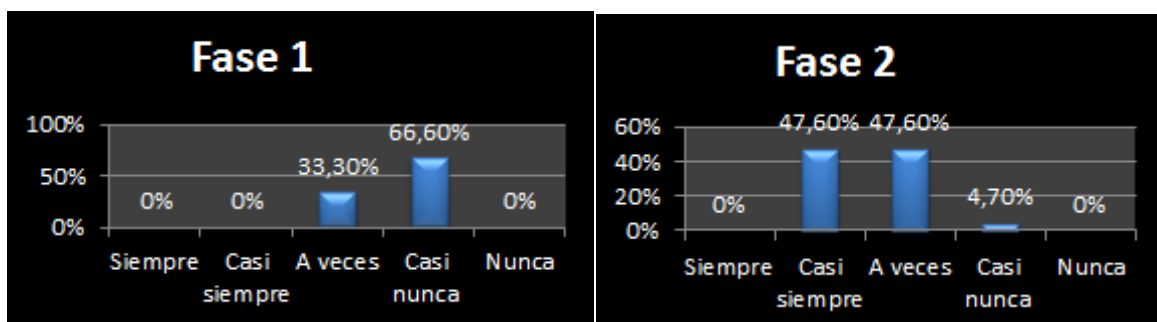 Fase 1
100%
50%
0%
0%
0%
33,30%
66,60%
0%
Siempre
Casi
siempre
A veces
Casi
nunca
Nunca
Fase 2
60%
40%
20%
0%
0%
47,60%
47,60%
4,70%
0%
Siempre
Casi
siempre
A veces
Casi
nunca
Nunca